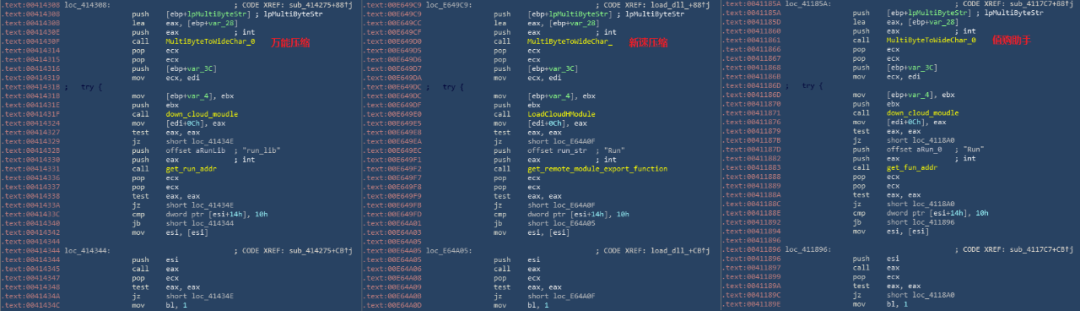 .text:00414308 loc_414308: ; CODE XREF: sub_414275+88↑j
.text:00414308 push [ebp+lpMultiByteStr] ; lpMultiByteStr
.text:0041430B lea eax, [ebp+var_28]
.text:0041430E push eax ; int
.text:0041430F call MultiByteToWideChar_0
万能压缩
.text:00414314 pop ecx
.text:00414315 pop ecx
.text:00414316 push [ebp+var_3C]
.text:00414319 mov ecx, edi
; try {
.text:0041431B mov [ebp+var_4], ebx
.text:0041431E push ebx
.text:0041431F call down_cloud_moudle
.text:00414324 mov [edi+0Ch], eax
.text:00414327 test eax, eax
.text:00414329 jz short loc_41434E
.text:0041432B push offset aRunLib ; "run_lib"
.text:00414330 push eax ; int
.text:00414331 call get_run_addr
.text:00414336 pop ecx
.text:00414337 pop ecx
.text:00414338 test eax, eax
.text:0041433A jz short loc_41434E
.text:0041433C cmp dword ptr [esi+14h], 10h
.text:00414340 jb short loc_414344
.text:00414342 mov esi, [esi]
.text:00414344
.text:00414344 loc_414344: ; CODE XREF: sub_414275+CB↑j
.text:00414344 push esi
.text:00414345 call eax
.text:00414347 pop ecx
.text:00414348 test eax, eax
.text:0041434A jz short loc_41434E
.text:0041434C mov bl, 1
.text:00E649C9 loc_E649C9: ; CODE XREF: load_dll_+88↑j
.text:00E649C9 push [ebp+lpMultiByteStr] ; lpMultiByteStr
.text:00E649CC lea eax, [ebp+var_28]
.text:00E649CF push eax ; int
.text:00E649D0 call MultiByteToWideChar_
新速压缩
.text:00E649D5 pop ecx
.text:00E649D6 pop ecx
.text:00E649D7 push [ebp+var_3C]
.text:00E649DA mov ecx, edi
.text:00E649DC ; try {
.text:00E649DC mov [ebp+var_4], ebx
.text:00E649DF push ebx
.text:00E649E0 call LoadCloudHModule
.text:00E649E5 mov [edi+0Ch], eax
.text:00E649E8 test eax, eax
.text:00E649EA jz short loc_E64A0F
.text:00E649EC push offset run_str ; "Run"
.text:00E649F1 push eax ; int
.text:00E649F2 call get_remote_module_export_function
.text:00E649F7 pop ecx
.text:00E649F8 pop ecx
.text:00E649F9 test eax, eax
.text:00E649FB jz short loc_E64A0F
.text:00E649FD cmp dword ptr [esi+14h], 10h
.text:00E64A01 jb short loc_E64A05
.text:00E64A03 mov esi, [esi]
.text:00E64A05
.text:00E64A05 loc_E64A05: ; CODE XREF: load_dll_+C8↑j
.text:00E64A05 push esi
.text:00E64A06 call eax
.text:00E64A08 pop ecx
.text:00E64A09 test eax, eax
.text:00E64A0B jz short loc_E64A0F
.text:00E64A0D mov bl, 1
.text:0041185A loc_41185A: ; CODE XREF: sub_4117C7+88↑j
.text:0041185A push [ebp+lpMultiByteStr] ; lpMultiByteStr
.text:0041185D lea eax, [ebp+var_28]
.text:00411860 push eax ; int
.text:00411861 call MultiByteToWideChar_0
值购助手
.text:00411866 pop ecx
.text:00411867 pop ecx
.text:00411868 push [ebp+var_3C]
.text:0041186B mov ecx, edi
.text:0041186D ; try {
.text:0041186D mov [ebp+var_4], ebx
.text:00411870 push ebx
.text:00411871 call down_cloud_moudle
.text:00411876 mov [edi+0Ch], eax
.text:00411879 test eax, eax
.text:0041187B jz short loc_4118A0
.text:0041187D push offset aRun_0 ; "Run"
.text:00411882 push eax ; int
.text:00411883 call get_fun_addr
.text:00411888 pop ecx
.text:00411889 pop ecx
.text:0041188A test eax, eax
.text:0041188C jz short loc_4118A0
.text:0041188E cmp dword ptr [esi+14h], 10h
.text:00411892 jb short loc_411896
.text:00411894 mov esi, [esi]
.text:00411896
.text:00411896 loc_411896: ; CODE XREF: sub_4117C7+C8↑j
.text:00411896 push esi
.text:00411897 call eax
.text:00411899 pop ecx
.text:0041189A test eax, eax
.text:0041189C jz short loc_4118A0
.text:0041189E mov bl, 1